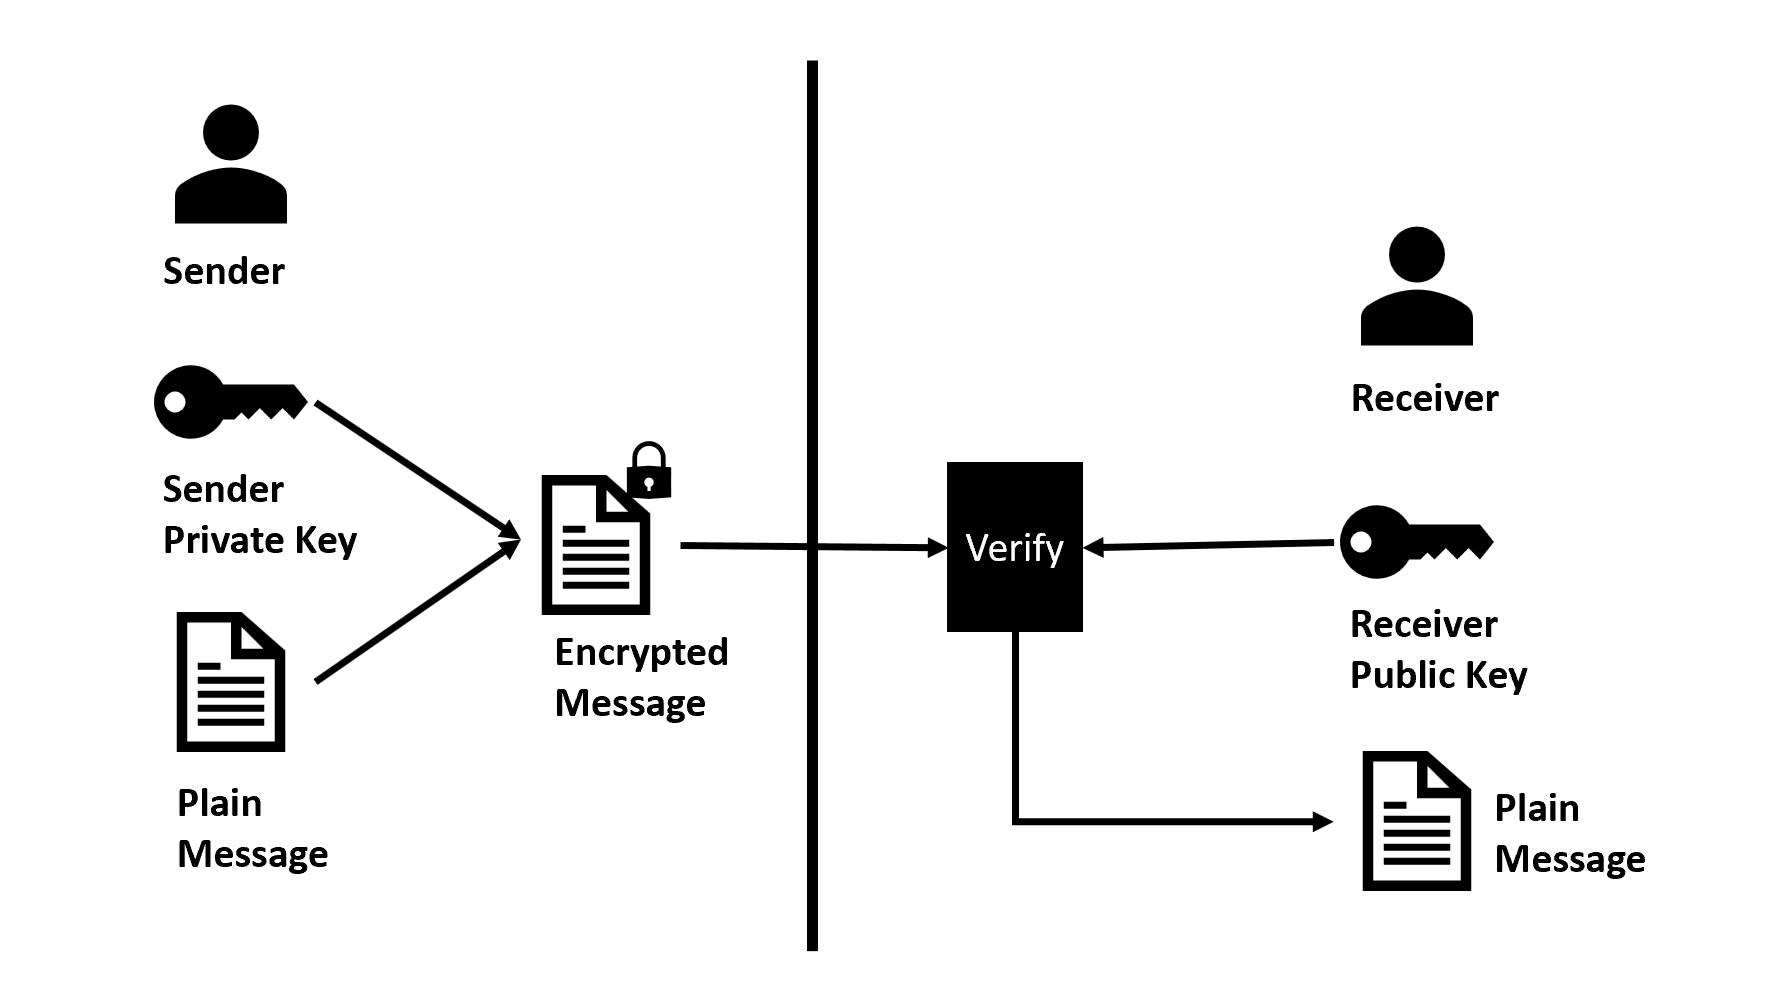 Sender
Sender
Private Key
Plain
Message
Encrypted
Message
Verify
Receiver
Receiver
Public Key
Plain
Message